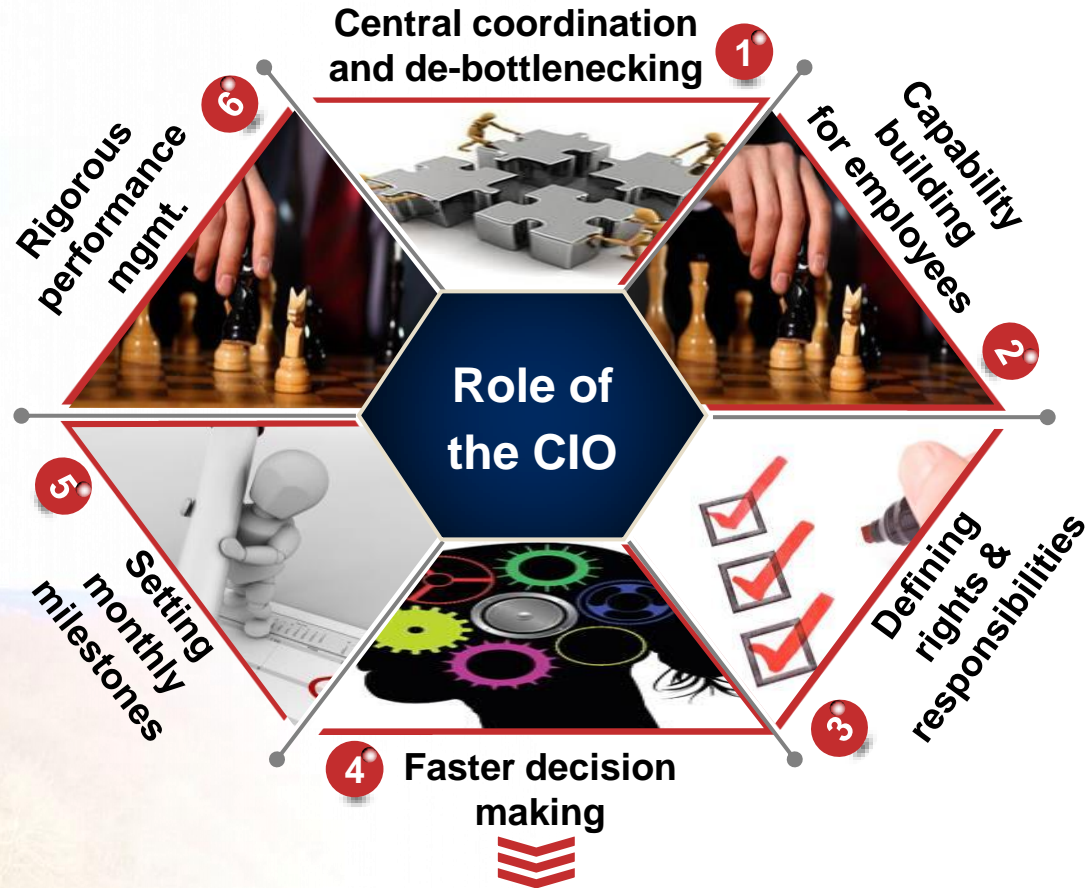 Role of
the CIO
1
Central coordination
and de-bottlenecking
2
Capability
building
for employees
3
Defining
rights &
responsibilities
4
Faster decision
making
5
Setting
monthly
milestones
6
Rigorous
performance
mgmt.